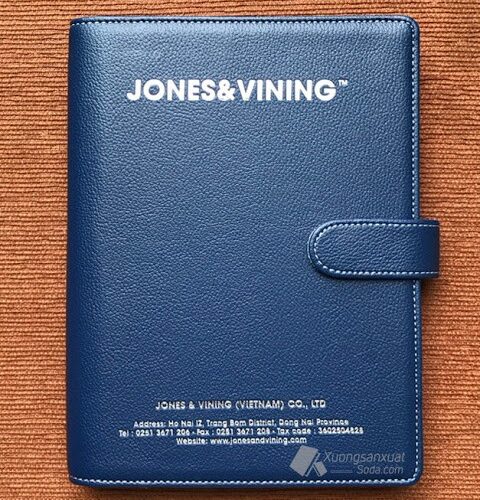 JONES&VINING™
JONES & VINING (VIETNAM) CO., LTD
Address: Ho Nai IZ, Trang Bom District, Dong Nai Province
Tel : 0251 3671 206 - Fax : 0251 3671 208 - Tax code : 3602504828
Website: www.jonesandvining.com
Xuongsanxuat
Soda.com